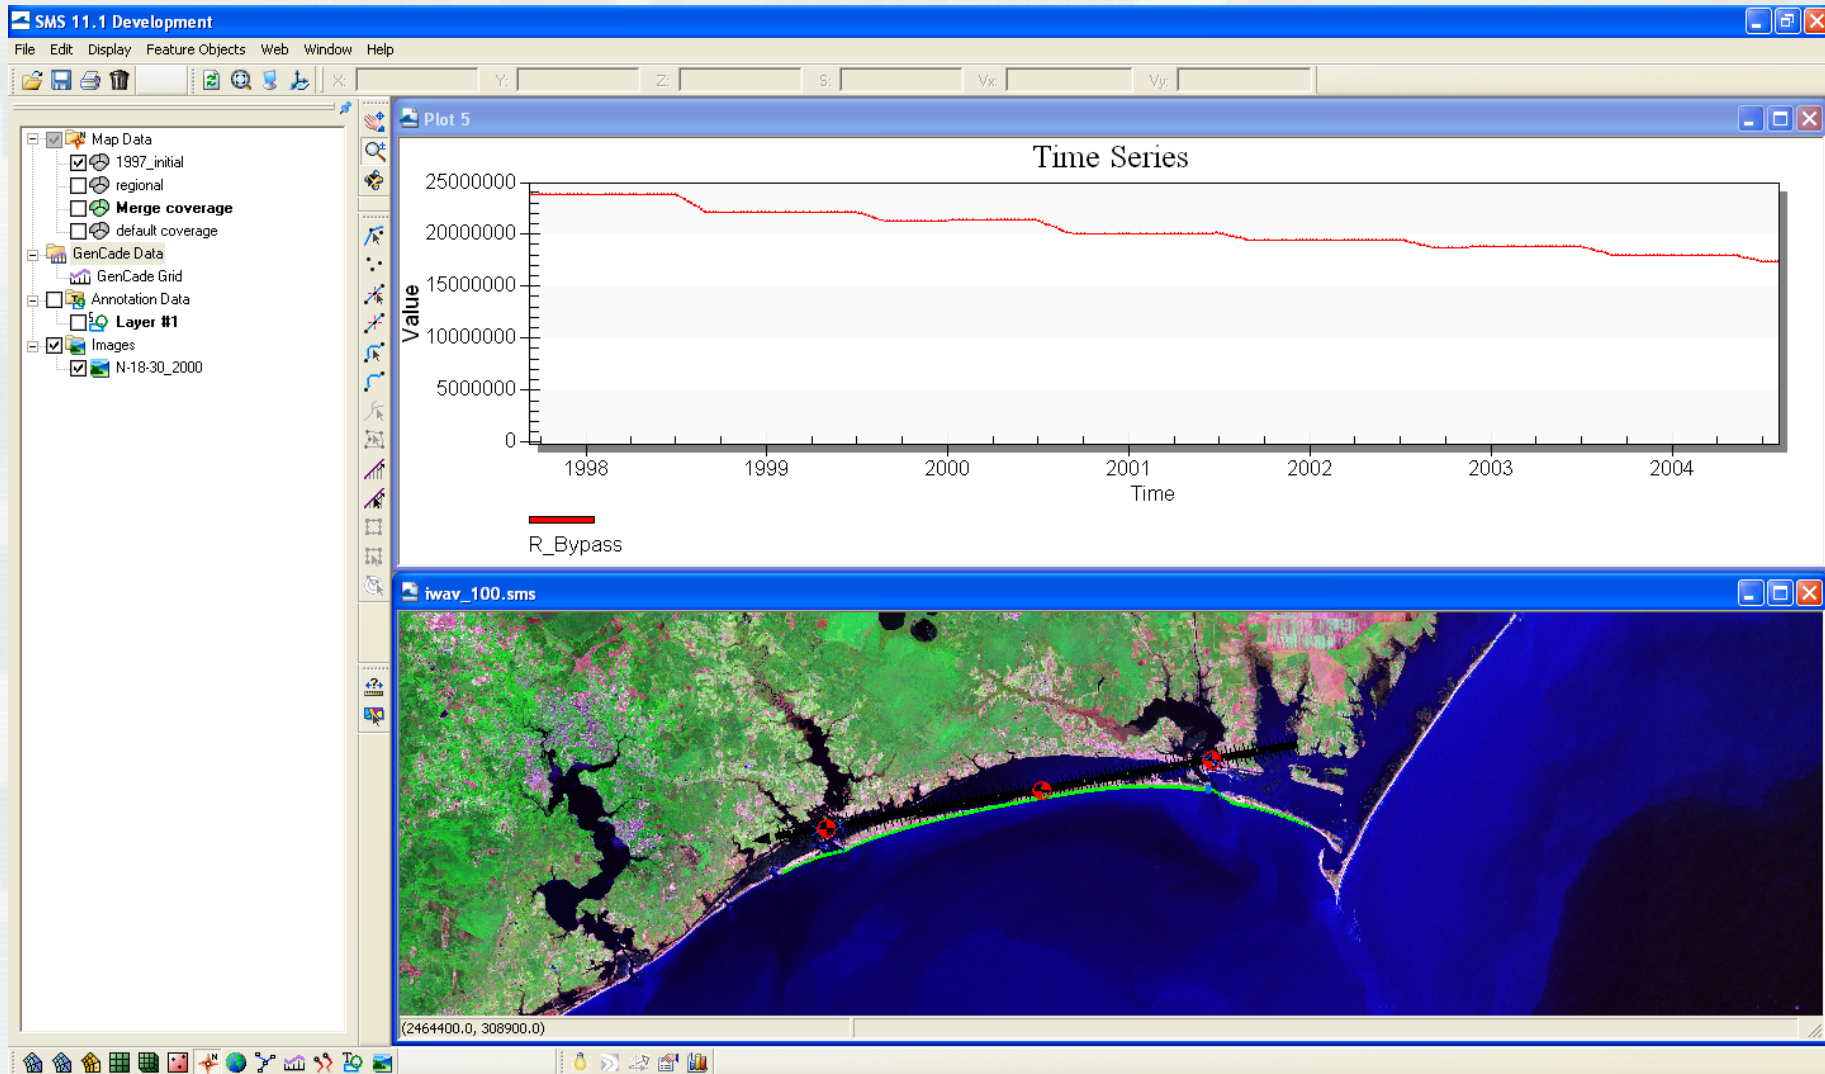 SMS 11.1 Development
File Edit Display Feature Objects Web Window Help
X: Y: Z: S: Vx: Vy:
Map Data
1997_initial
regional
Merge coverage
default coverage
GenCade Data
GenCade Grid
Annotation Data
Layer #1
Images
N-18-30_2000
Plot 5
Time Series
25000000
20000000
15000000
10000000
5000000
0
Value
1998 1999 2000 2001 2002 2003 2004
Time
R_Bypass
iwav_100.sms
(2464400.0, 308900.0)